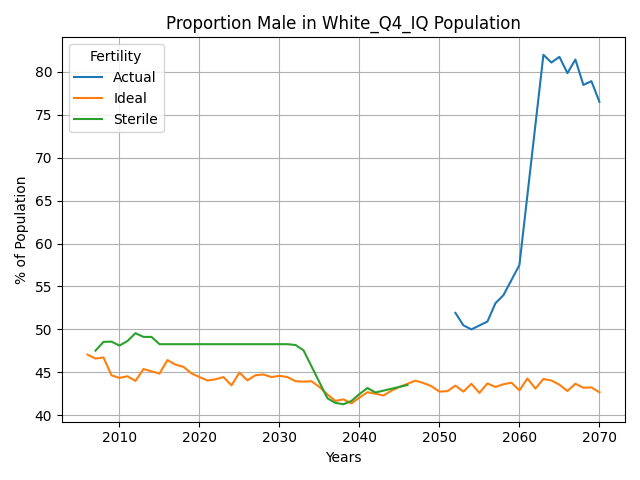 Proportion Male in White_Q4_IQ Population
Fertility
Actual
Ideal
Sterile
80
75
70
65
60
55
50
45
40
% of Population
2010 2020 2030 2040 2050 2060 2070
Years